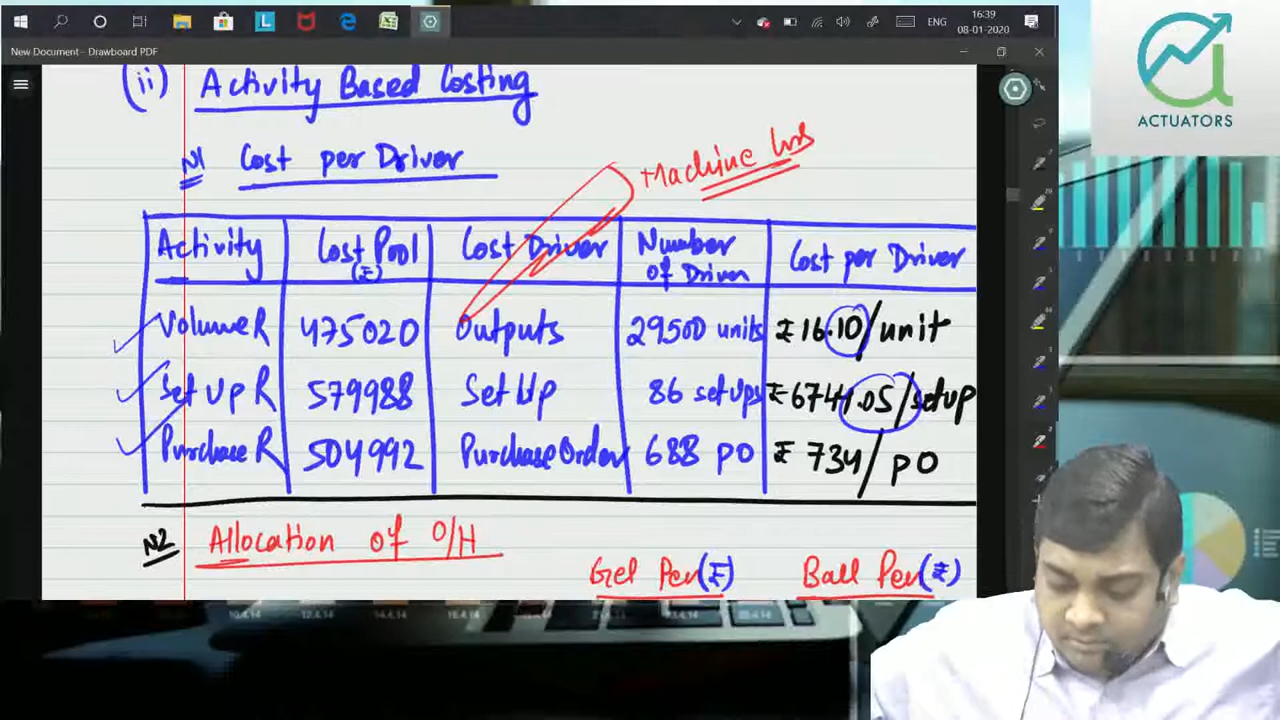 ENG
16:39
08-01-2020
New Document - Drawboard PDF
ACTUATORS
(ii) Activity Based Costing
N1 Cost per Driver
Machine hrs
Activity Cost Pool (₹) Cost Driver Number of Driver Cost per Driver
Volume R 475020 Outputs 29500 units ₹16.10/unit
Set Up R 579988 Set Up 86 setups ₹6741.05/setup
Purchase R 504992 Purchase Order 688 PO ₹734/PO
N2 Allocation of O/H
Gel Pen (₹) Ball Pen (₹)